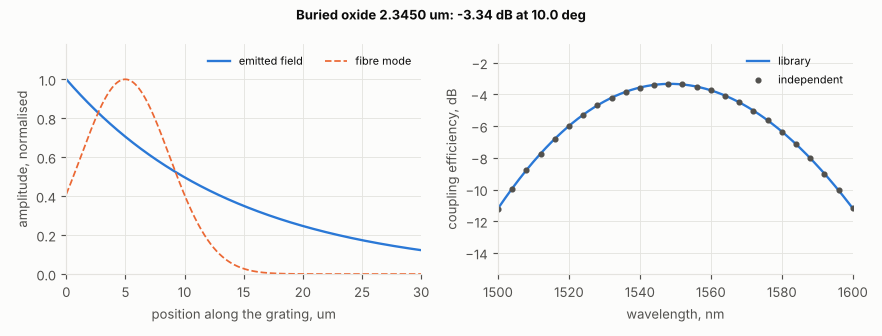 Buried oxide 2.3450 um: -3.34 dB at 10.0 deg
emitted field
fibre mode
amplitude, normalised
1.0
0.8
0.6
0.4
0.2
0.0
0
5
10
15
20
25
30
position along the grating, um
library
independent
coupling efficiency, dB
−2
−4
−6
−8
−10
−12
−14
1500
1520
1540
1560
1580
1600
wavelength, nm